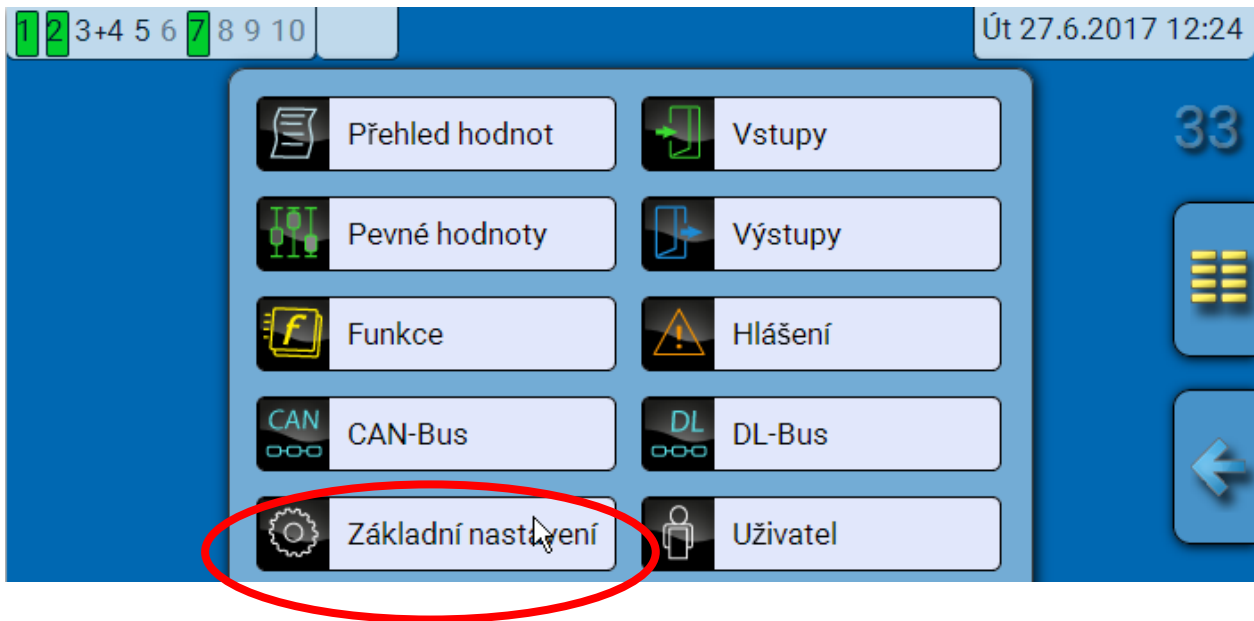 1 2 3+4 5 6 7 8 9 10
Út 27.6.2017 12:24
33
Přehled hodnot
Vstupy
Pevné hodnoty
Výstupy
f Funkce
Hlášení
CAN CAN-Bus
DL DL-Bus
Základní nastavení
Uživatel